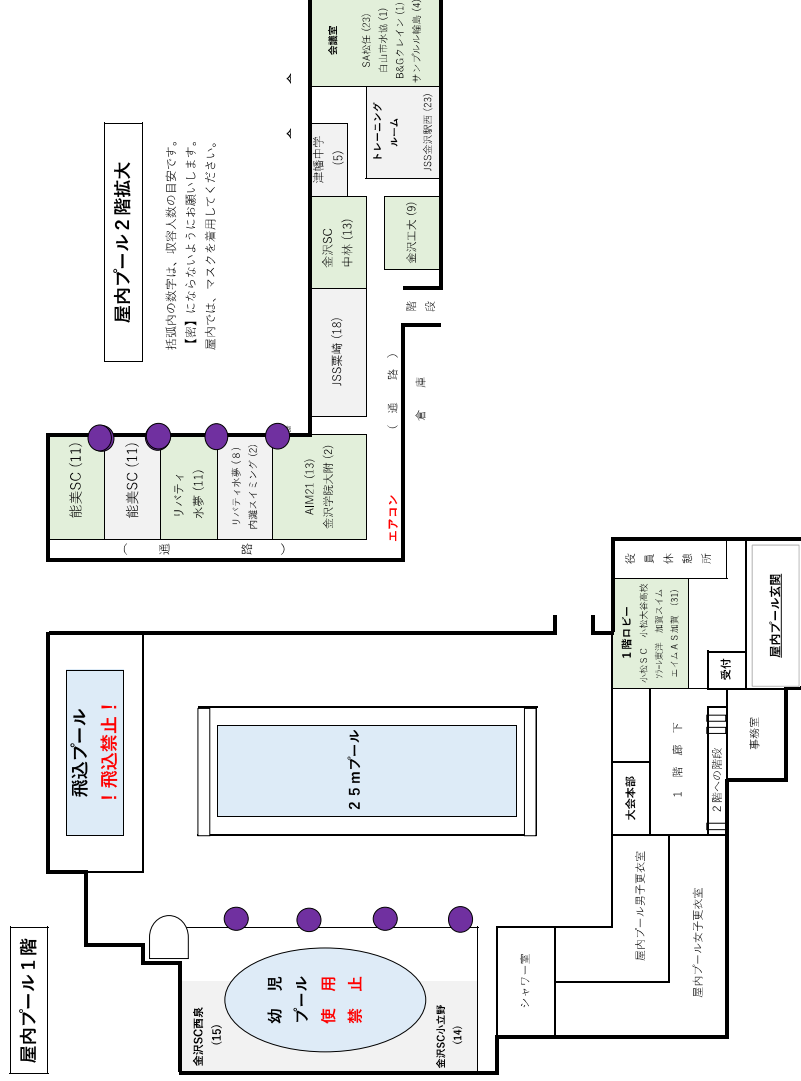 屋内プール２階拡大
括弧内の数字は、収容人数の目安です。
【密】にならないようにお願いします。
屋内では、マスクを着用してください。
会議室
SA松任 (23)
白山市水協 (1)
B&Gクレイン (1)
サンプルル輪島 (4)
トレーニング
ルーム
JSS金沢駅西 (23)
津幡中学
(5)
金沢SC
中林 (13)
金沢工大 (9)
JSS粟崎 (18)
階段
（通路）
倉庫
エアコン
能美SC (11)
能美SC (11)
リバティ
水夢 (11)
リバティ水夢 (8)
内灘スイミング (2)
AIM21 (13)
金沢学院大附 (2)
（通路）
屋内プール１階
飛込プール
！飛込禁止！
２５ｍプール
幼児
プール
使用
禁止
金沢SC西泉
(15)
金沢SC小立野
(14)
シャワー室
屋内プール男子更衣室
屋内プール女子更衣室
大会本部
１階廊下
２階への階段
事務室
受付
屋内プール玄関
役員休憩所
１階ロビー
小松ＳＣ　小松大谷高校
ｿﾗｰﾚ東洋　加賀スイム
エイムＡＳ加賀　(31)